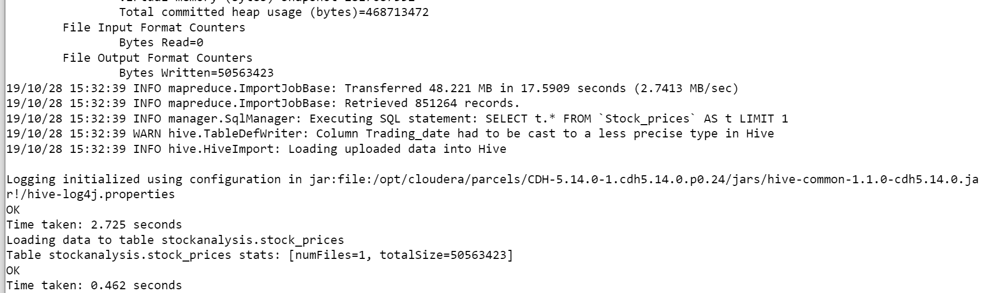 Total committed heap usage (bytes)=468713472
File Input Format Counters
Bytes Read=0
File Output Format Counters
Bytes Written=50563423
19/10/28 15:32:39 INFO mapreduce.ImportJobBase: Transferred 48.221 MB in 17.5909 seconds (2.7413 MB/sec)
19/10/28 15:32:39 INFO mapreduce.ImportJobBase: Retrieved 851264 records.
19/10/28 15:32:39 INFO manager.SqlManager: Executing SQL statement: SELECT t.* FROM `Stock_prices` AS t LIMIT 1
19/10/28 15:32:39 WARN hive.TableDefWriter: Column Trading_date had to be cast to a less precise type in Hive
19/10/28 15:32:39 INFO hive.HiveImport: Loading uploaded data into Hive
Logging initialized using configuration in jar:file:/opt/cloudera/parcels/CDH-5.14.0-1.cdh5.14.0.p0.24/jars/hive-common-1.1.0-cdh5.14.0.ja
r!/hive-log4j.properties
OK
Time taken: 2.725 seconds
Loading data to table stockanalysis.stock_prices
Table stockanalysis.stock_prices stats: [numFiles=1, totalSize=50563423]
OK
Time taken: 0.462 seconds